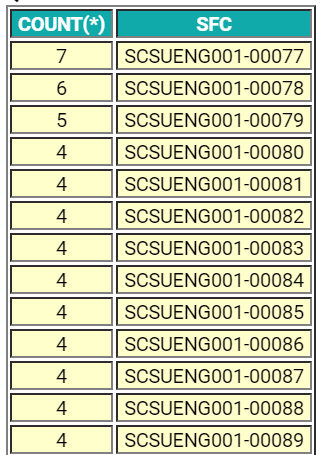 COUNT(*) SFC
7 SCSUENG001-00077
6 SCSUENG001-00078
5 SCSUENG001-00079
4 SCSUENG001-00080
4 SCSUENG001-00081
4 SCSUENG001-00082
4 SCSUENG001-00083
4 SCSUENG001-00084
4 SCSUENG001-00085
4 SCSUENG001-00086
4 SCSUENG001-00087
4 SCSUENG001-00088
4 SCSUENG001-00089